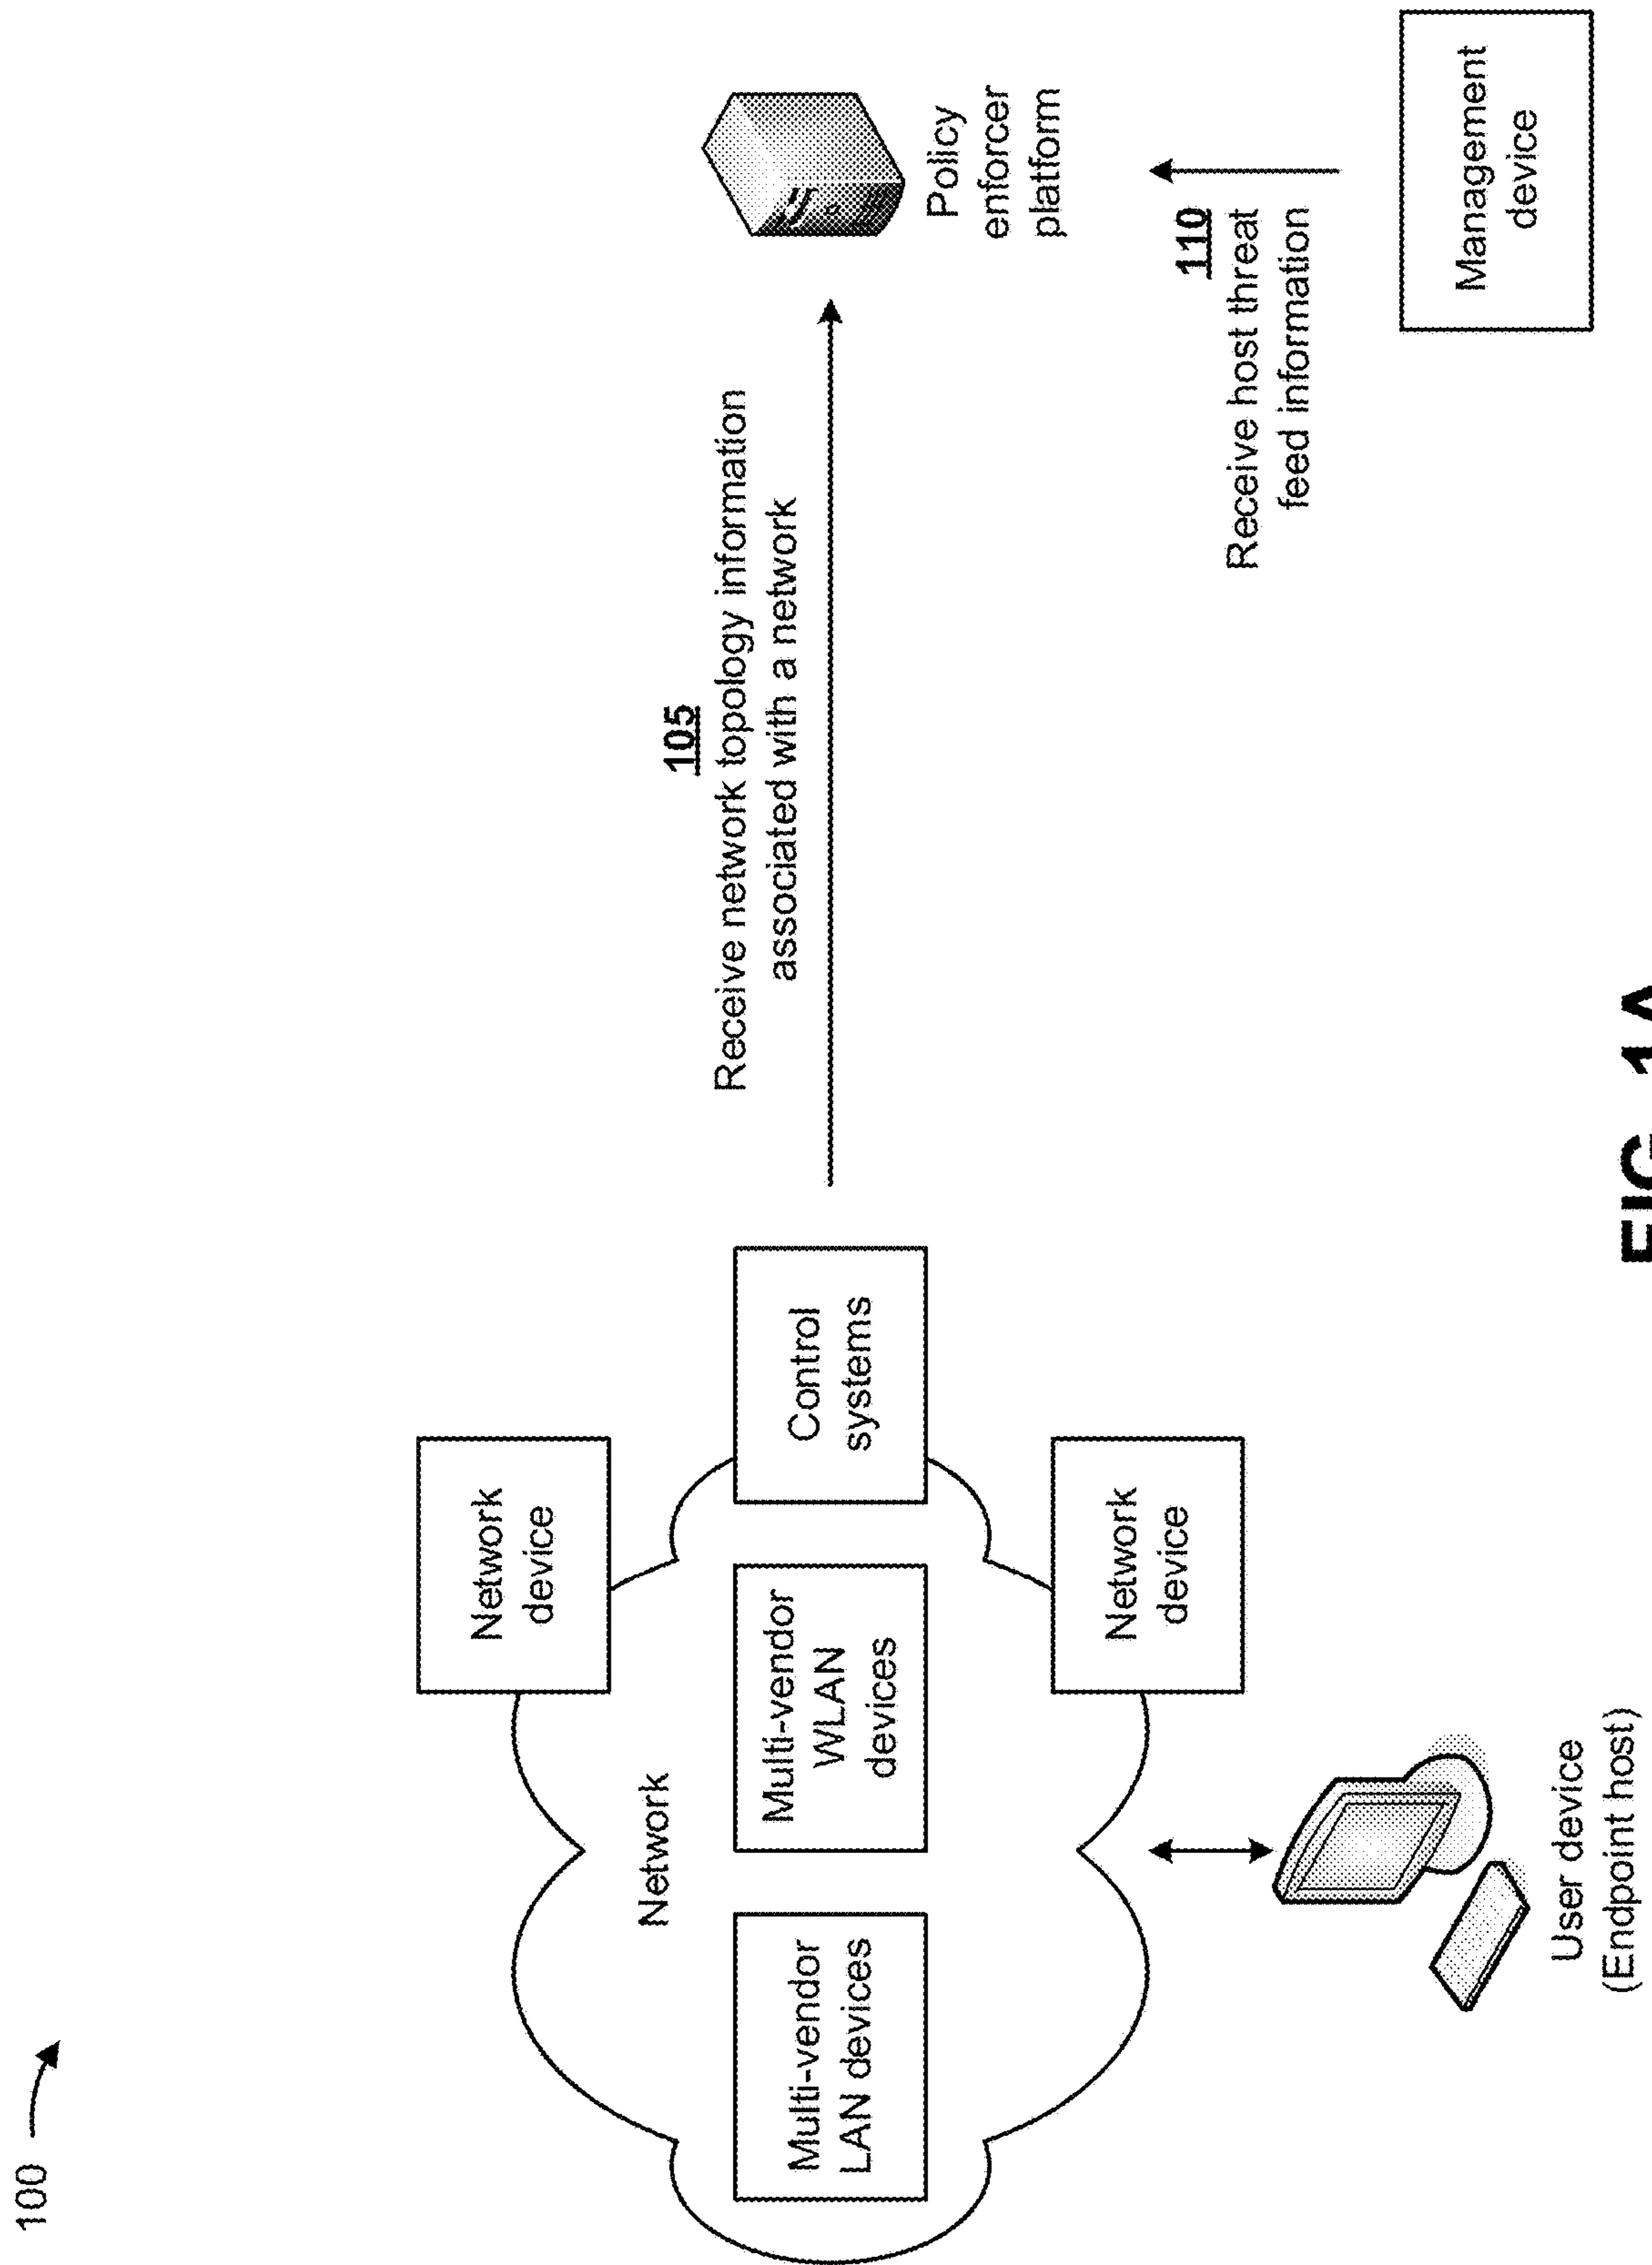 100
Network
device
105
Receive network topology information
associated with a network
Network
Multi-vendor
LAN devices
Multi-vendor
WLAN
devices
Control
systems
Policy
enforcer
platform
Network
device
110
Receive host threat
feed information
User device
(Endpoint host)
Management
device
FIG. 1A